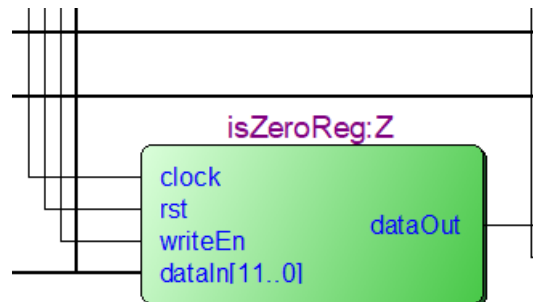 isZeroReg:Z
clock
rst
writeEn
dataOut
dataIn[11..0]